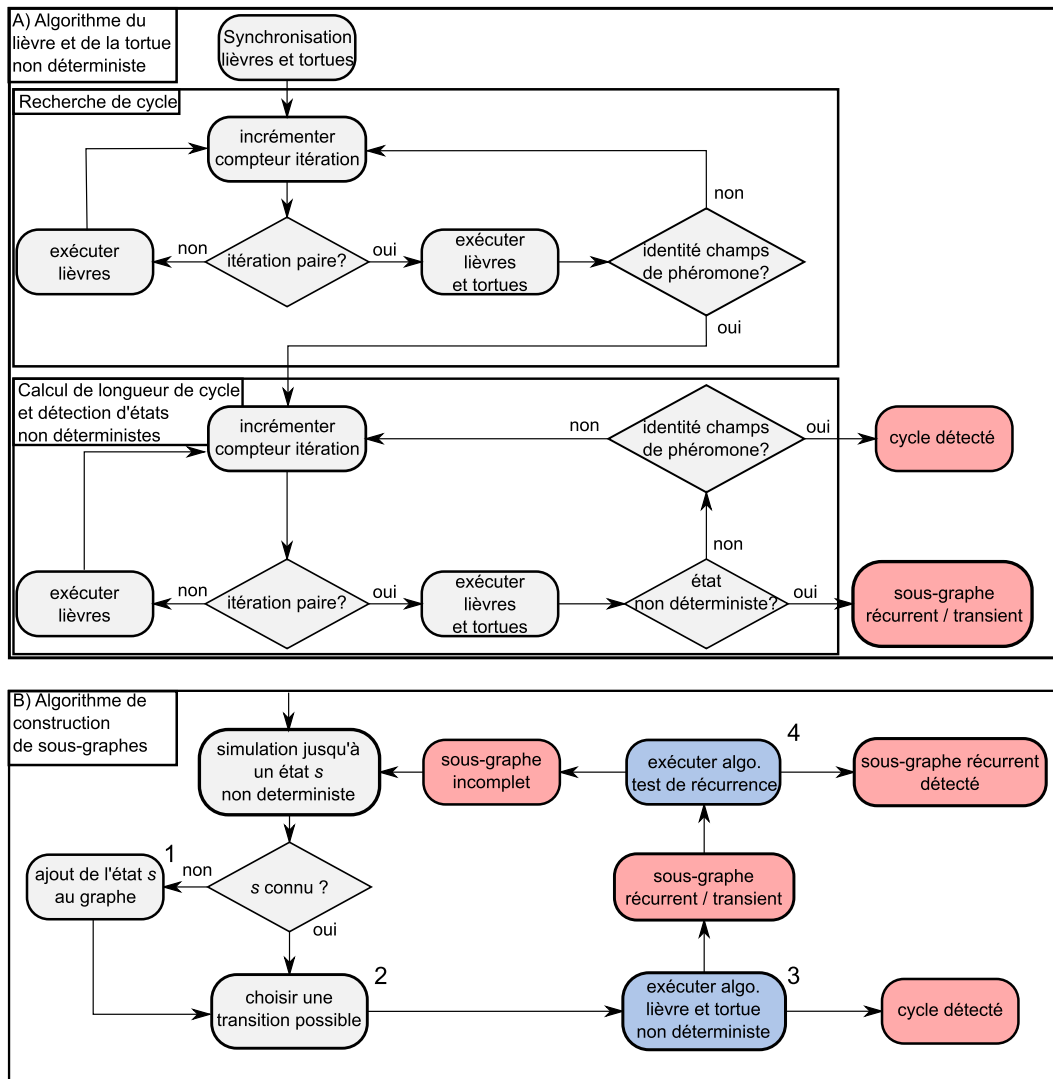 A) Algorithme du
lièvre et de la tortue
non déterministe
Synchronisation
lièvres et tortues
Recherche de cycle
incrémenter
compteur itération
non
exécuter
lièvres
non
itération paire?
oui
exécuter
lièvres
et tortues
identité champs
de phéromone?
oui
Calcul de longueur de cycle
et détection d'états
non déterministes
incrémenter
compteur itération
non
identité champs
de phéromone?
oui
cycle détecté
non
exécuter
lièvres
non
itération paire?
oui
exécuter
lièvres
et tortues
état
non déterministe?
oui
sous-graphe
récurrent / transient
B) Algorithme de
construction
de sous-graphes
simulation jusqu'à
un état s
non deterministe
sous-graphe
incomplet
4
exécuter algo.
test de récurrence
sous-graphe récurrent
détecté
1
ajout de l'état s
au graphe
non
s connu ?
oui
sous-graphe
récurrent / transient
2
choisir une
transition possible
3
exécuter algo.
lièvre et tortue
non déterministe
cycle détecté